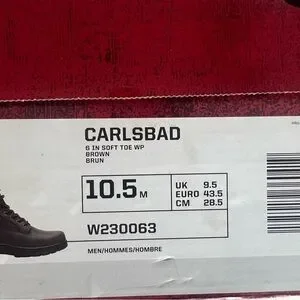 CARLSBAD
6 IN SOFT TOE WP
BROWN
BRUN
10.5 M
UK 9.5
EURO 43.5
CM 28.5
W230063
MEN/HOMMES/HOMBRE